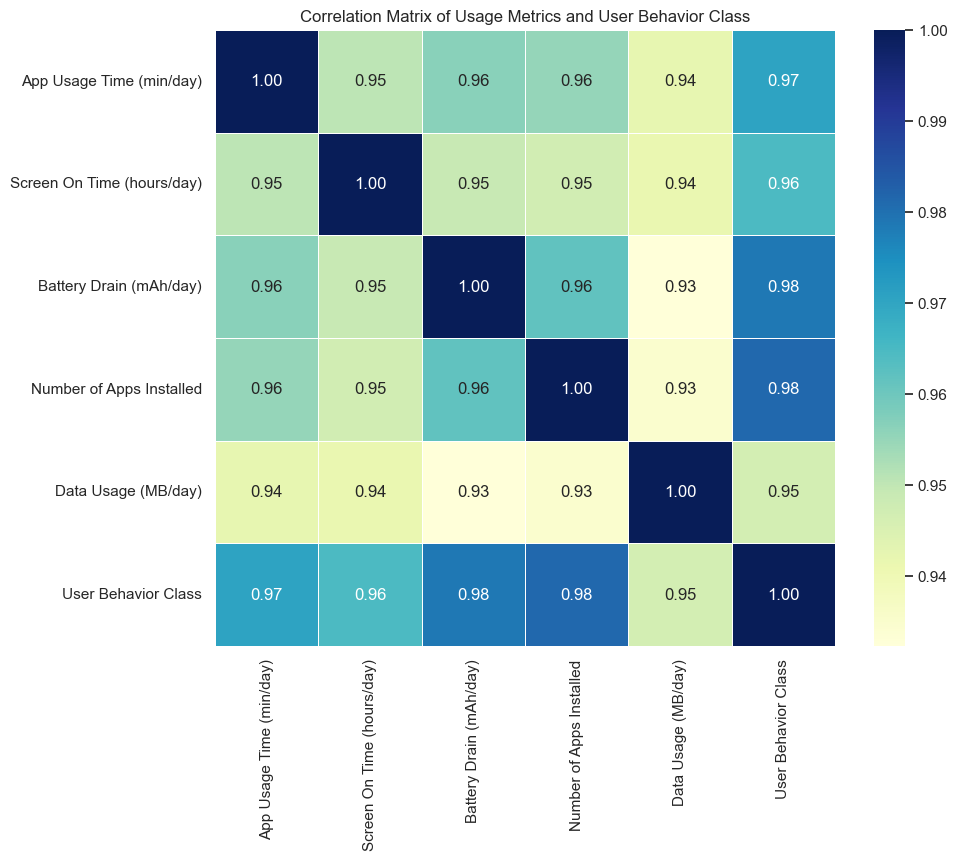 Correlation Matrix of Usage Metrics and User Behavior Class
App Usage Time (min/day) 1.00 0.95 0.96 0.96 0.94 0.97
Screen On Time (hours/day) 0.95 1.00 0.95 0.95 0.94 0.96
Battery Drain (mAh/day) 0.96 0.95 1.00 0.96 0.93 0.98
Number of Apps Installed 0.96 0.95 0.96 1.00 0.93 0.98
Data Usage (MB/day) 0.94 0.94 0.93 0.93 1.00 0.95
User Behavior Class 0.97 0.96 0.98 0.98 0.95 1.00
App Usage Time (min/day)
Screen On Time (hours/day)
Battery Drain (mAh/day)
Number of Apps Installed
Data Usage (MB/day)
User Behavior Class
1.00
0.99
0.98
0.97
0.96
0.95
0.94